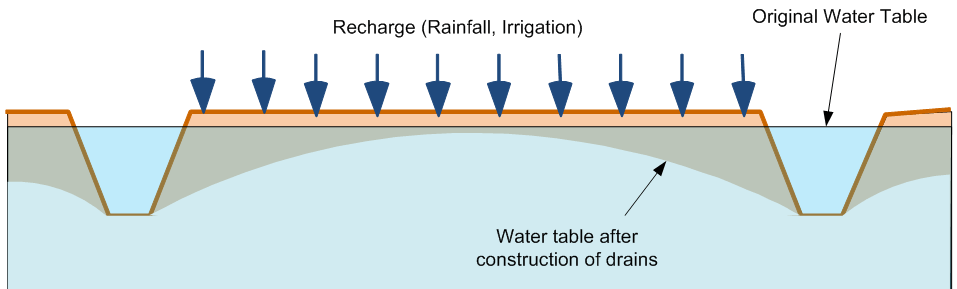 Original Water Table
Recharge (Rainfall, Irrigation)
Water table after
construction of drains